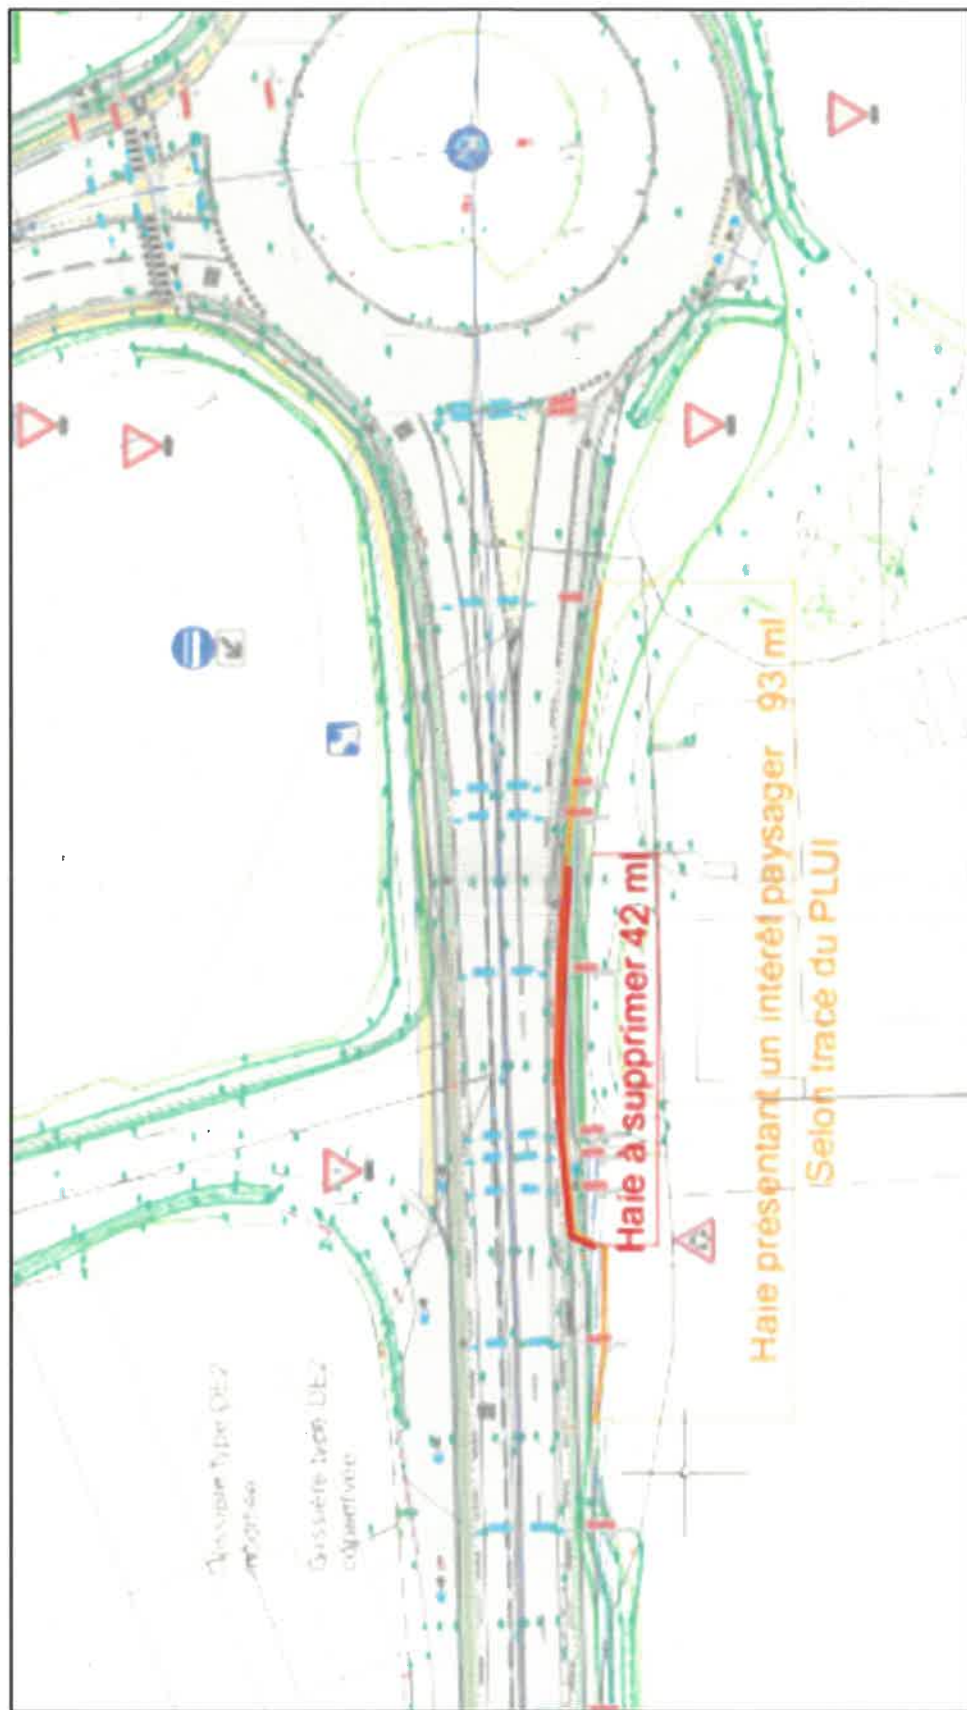 Haie à supprimer 42 ml
Haie présentant un intérêt paysager 93 ml
(Selon tracé du PLUI